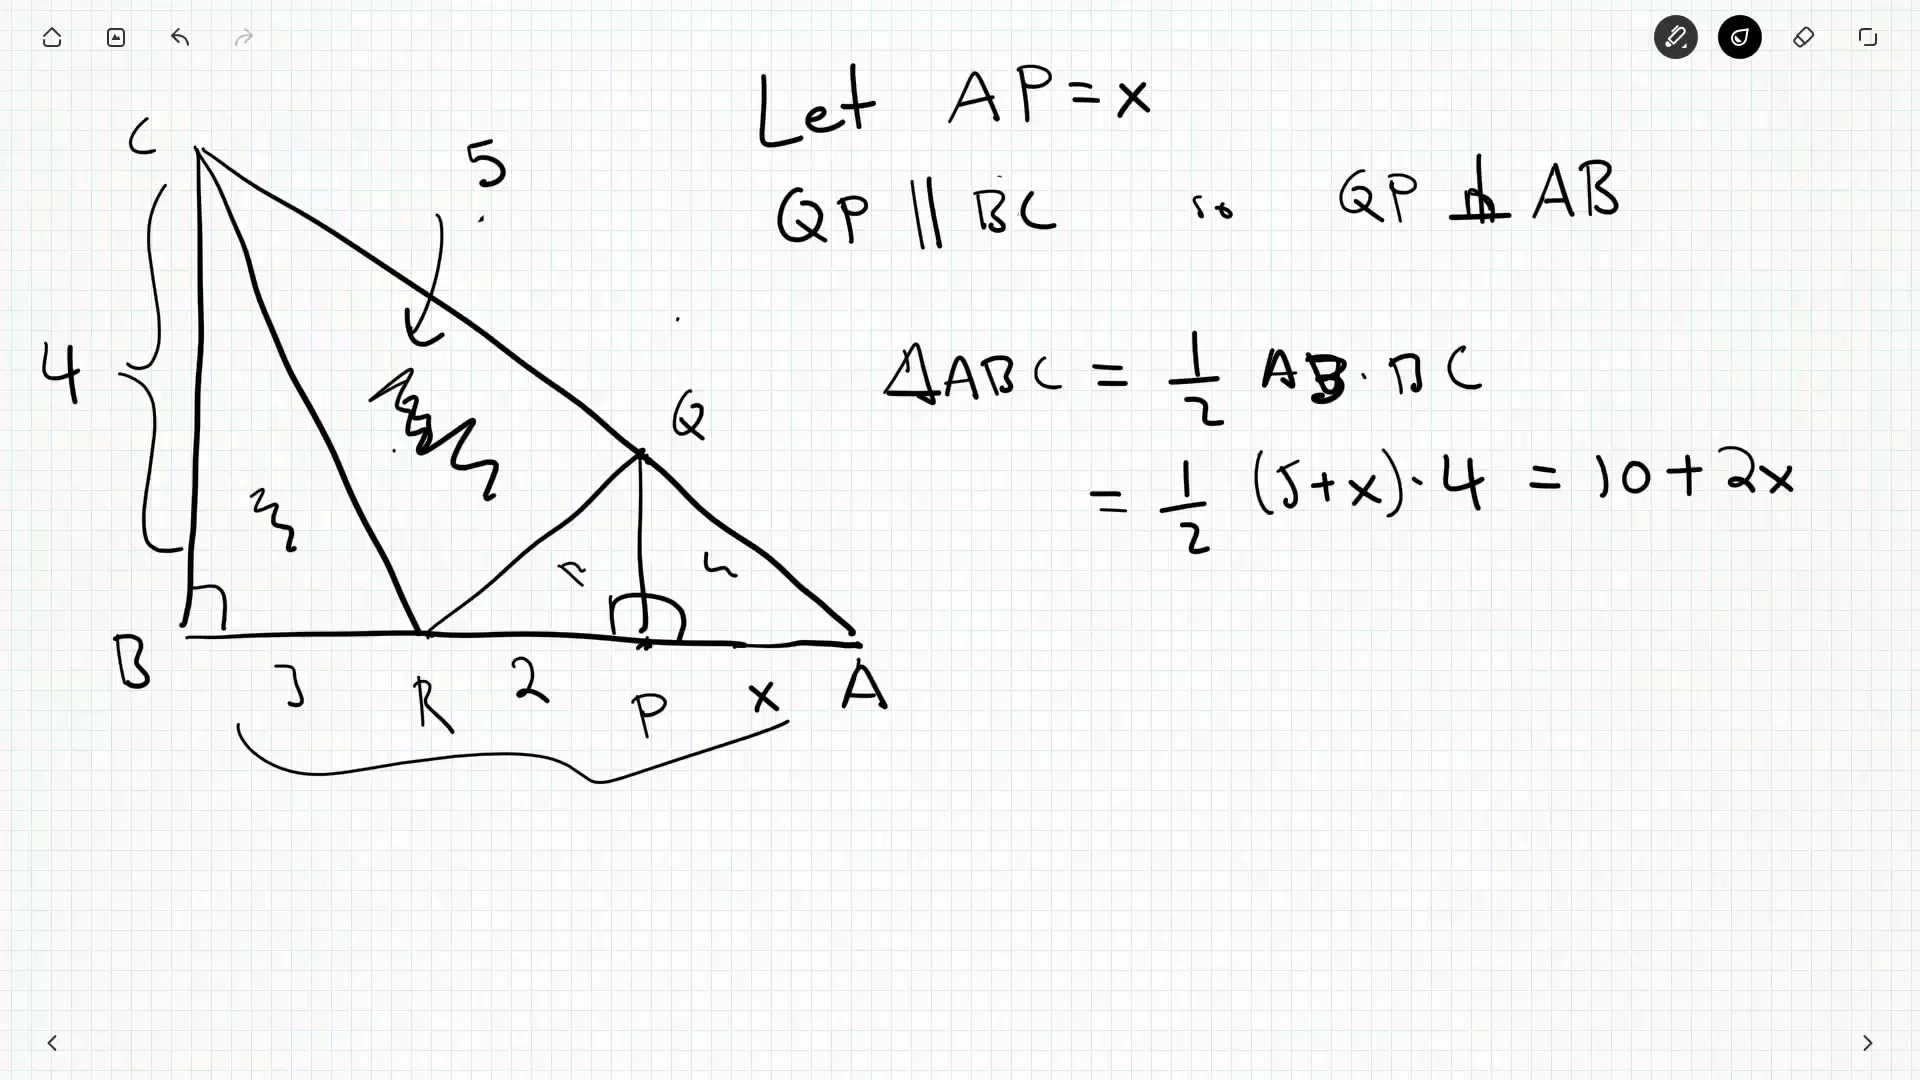 Let AP = x
QP ∥ BC so QP ⊥ AB
△ABC = 1/2 AB · BC
= 1/2 (5+x) · 4 = 10 + 2x
C
5
4
Q
B
3
R
2
P
x
A